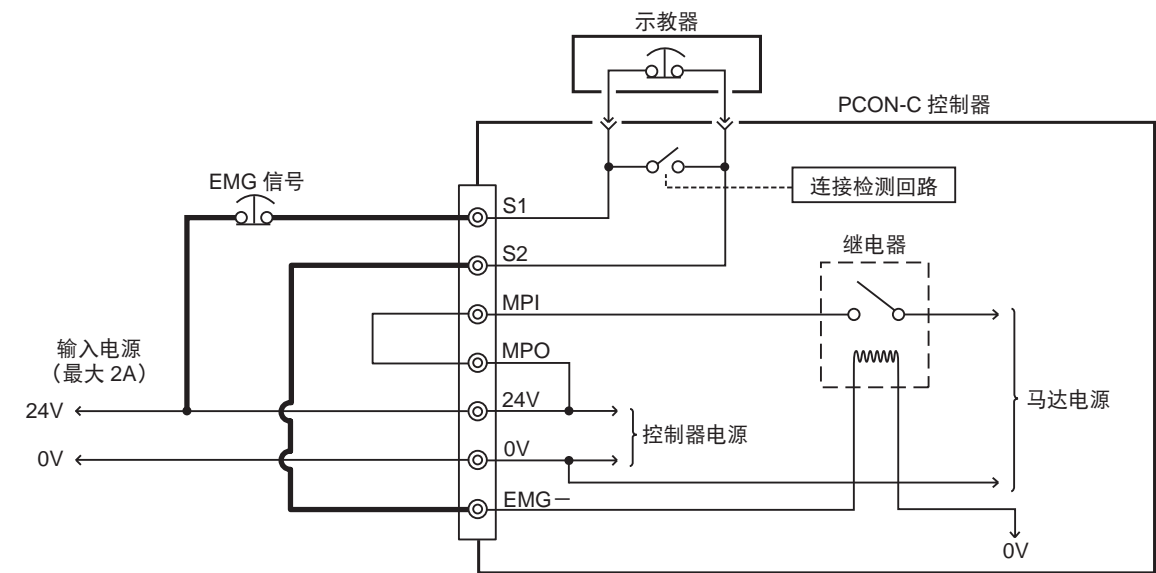 示教器
PCON-C 控制器
EMG 信号
连接检测回路
S1
S2
继电器
MPI
输入电源
（最大 2A）
MPO
24V
24V
马达电源
控制器电源
0V
0V
EMG－
0V